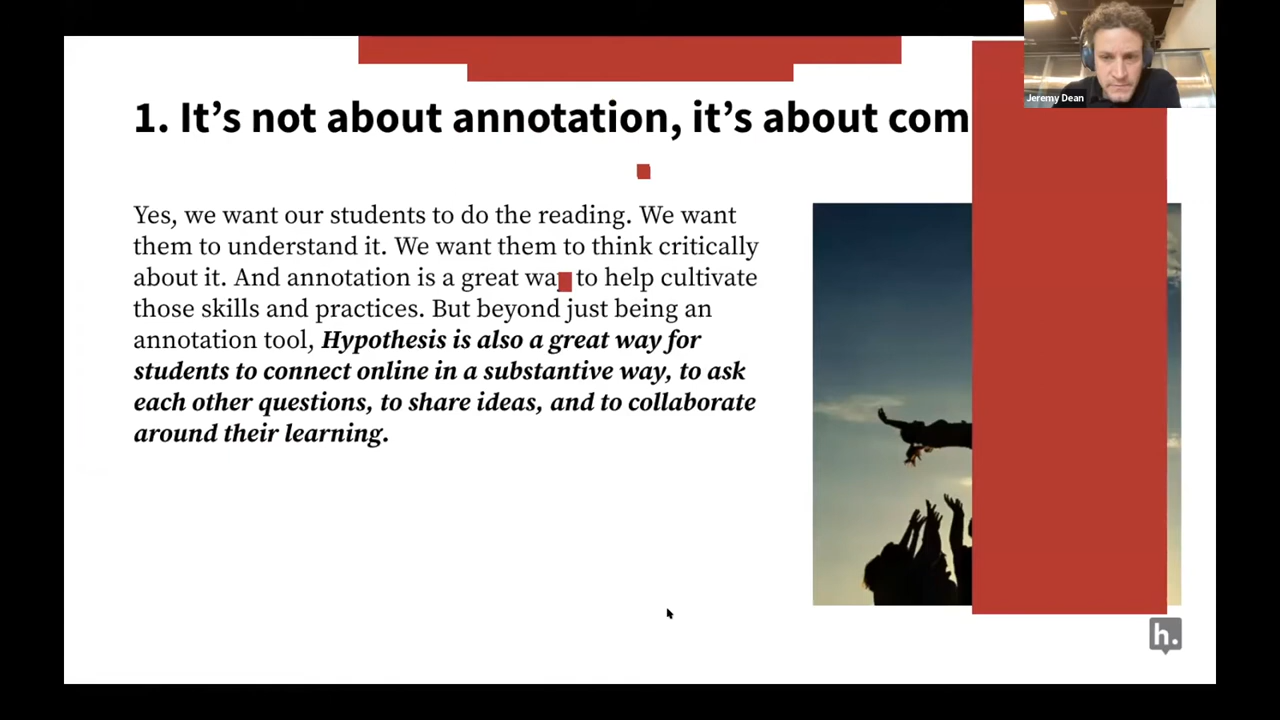 Jeremy Dean
1. It's not about annotation, it's about com
Yes, we want our students to do the reading. We want
them to understand it. We want them to think critically
about it. And annotation is a great to help cultivate
those skills and practices. But beyond just being an
annotation tool, Hypothesis is also a great way for
students to connect online in a substantive way, to ask
each other questions, to share ideas, and to collaborate
around their learning.
h.